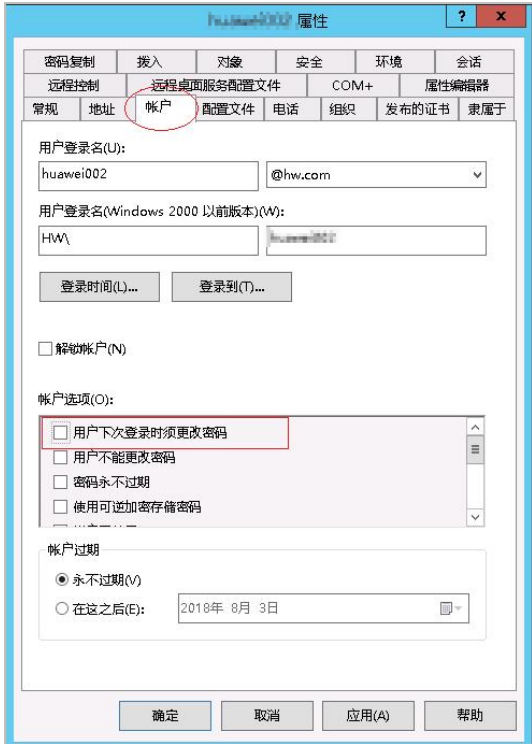 属性 ? x
密码复制 拨入 对象 安全 环境 会话
远程控制 远程桌面服务配置文件 COM+ 属性编辑器
常规 地址 帐户 配置文件 电话 组织 发布的证书 隶属于
用户登录名(U):
huawei002 @hw.com
用户登录名(Windows 2000 以前版本)(W):
HW\
登录时间(L)... 登录到(T)...
解锁帐户(N)
帐户选项(O):
用户下次登录时须更改密码
用户不能更改密码
密码永不过期
使用可逆加密存储密码
帐户过期
永不过期(V)
在这之后(E): 2018年 8月 3日
确定 取消 应用(A) 帮助